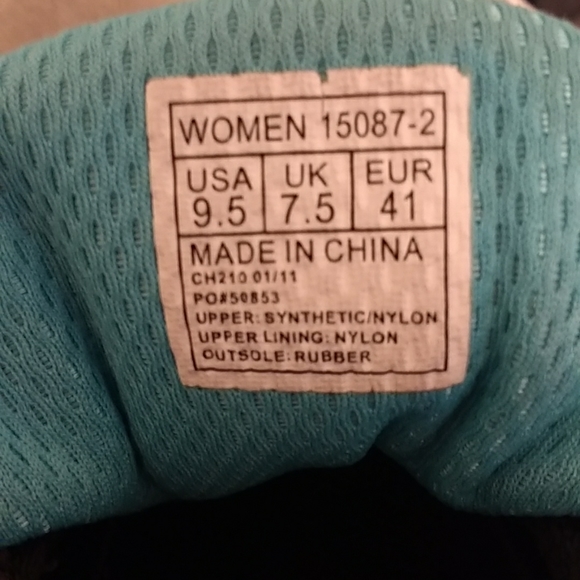 WOMEN 15087-2
USA UK EUR
9.5 7.5 41
MADE IN CHINA
CH210 01/11
PO#50853
UPPER: SYNTHETIC/NYLON
UPPER LINING: NYLON
OUTSOLE: RUBBER